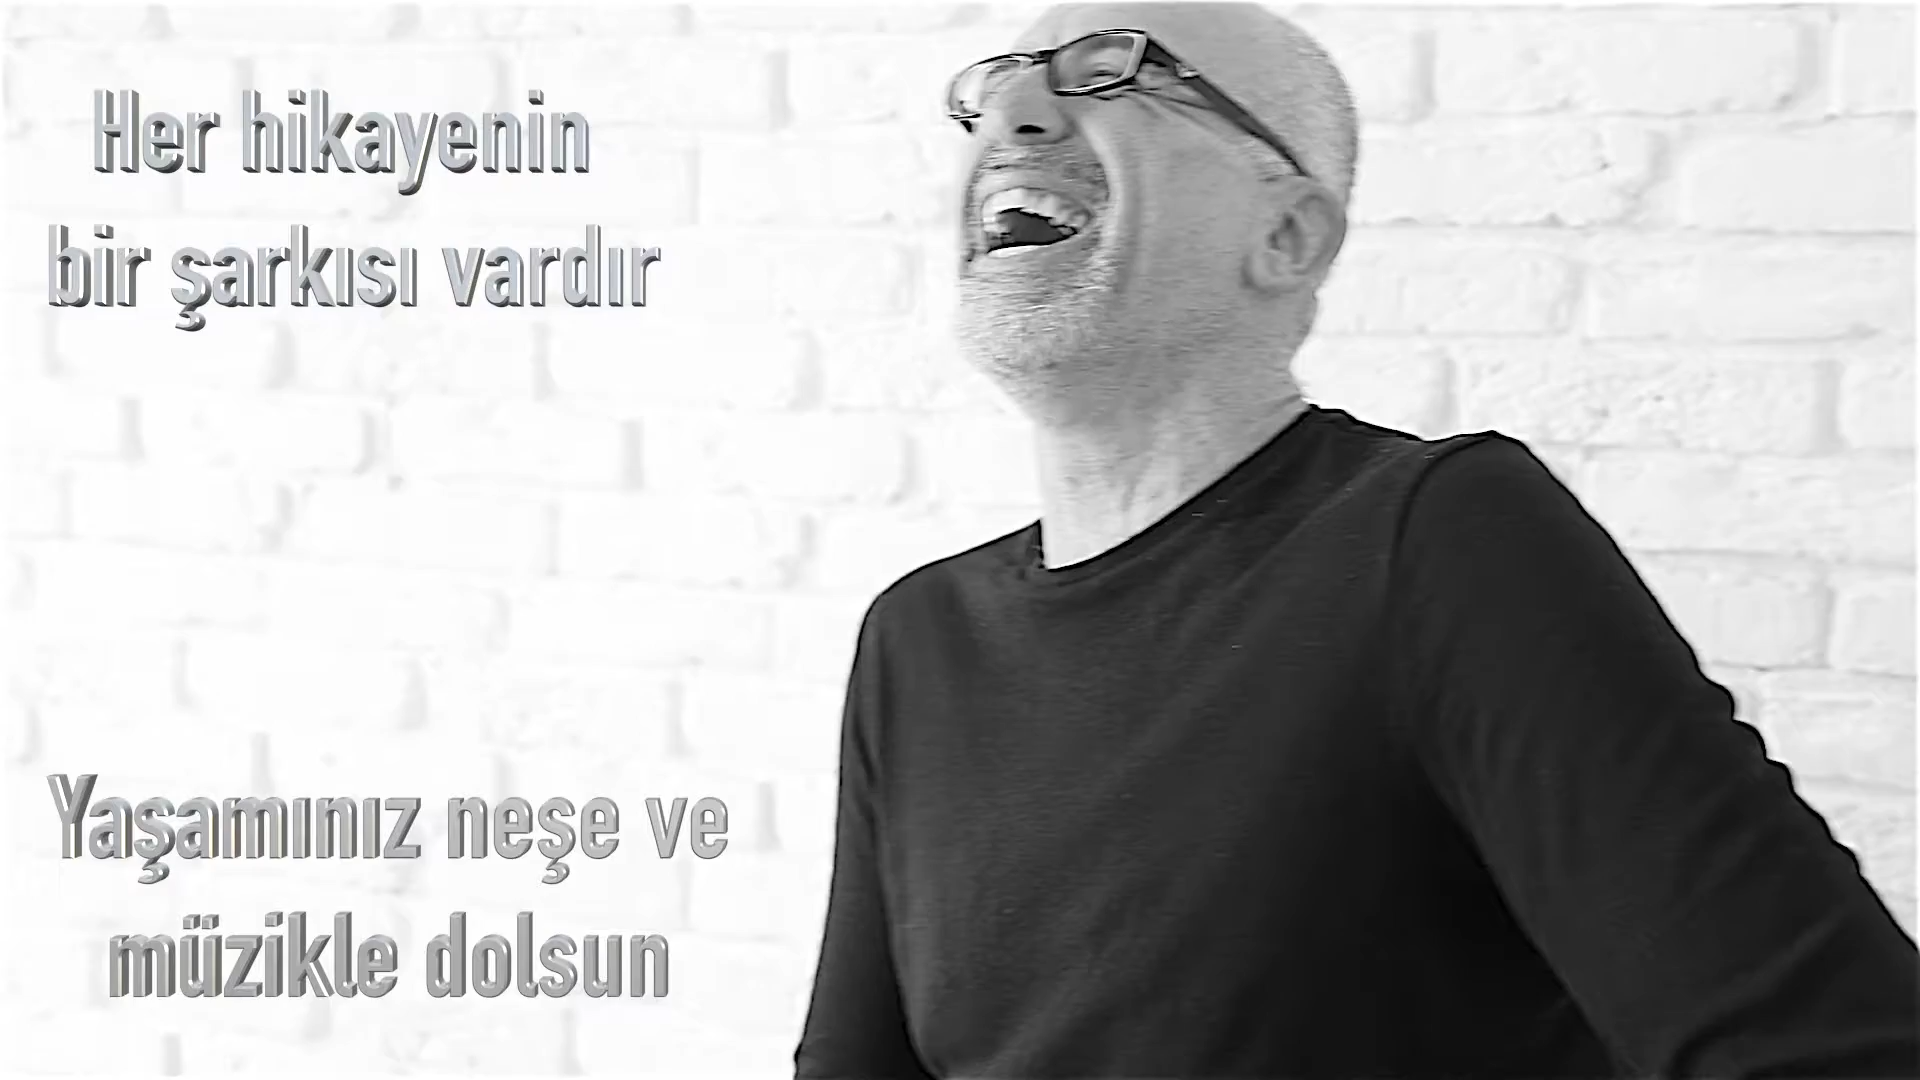 Her hikayenin
bir şarkısı vardır
Yaşamınız neşe ve
müzikle dolsun